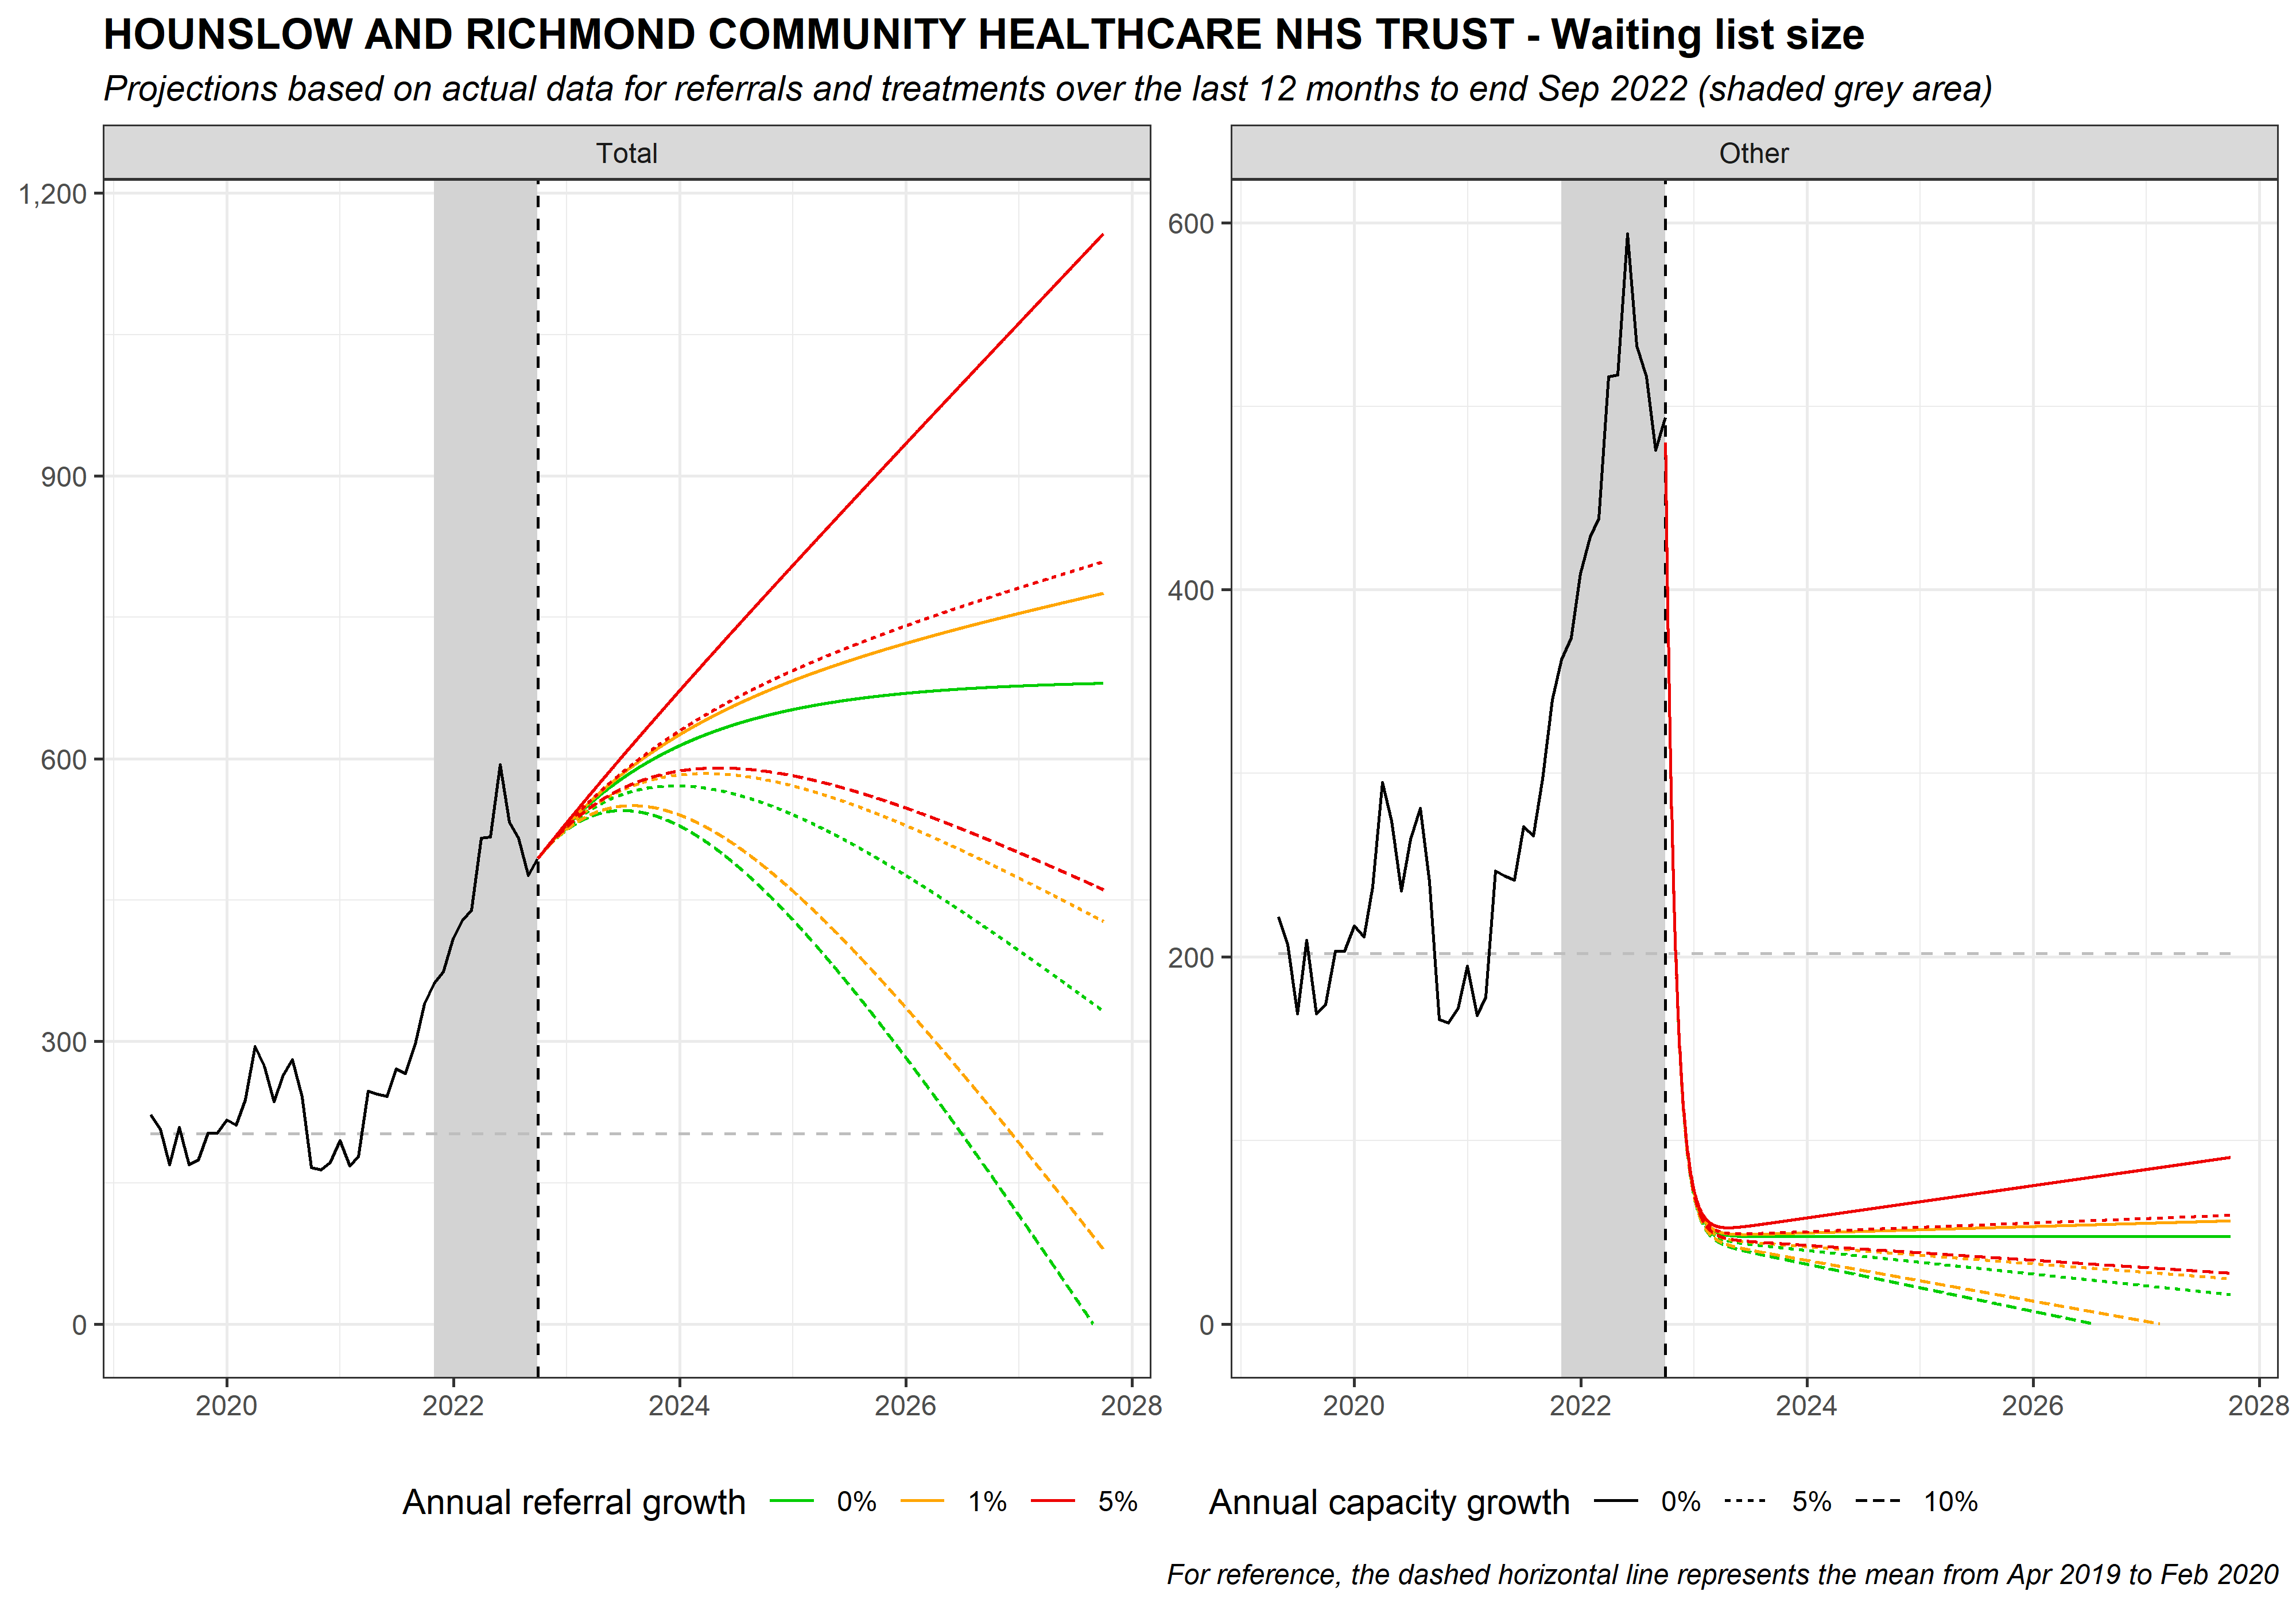 HOUNSLOW AND RICHMOND COMMUNITY HEALTHCARE NHS TRUST - Waiting list size
Projections based on actual data for referrals and treatments over the last 12 months to end Sep 2022 (shaded grey area)
Total
1,200
900
600
300
0
2020 2022 2024 2026 2028
Other
600
400
200
0
2020 2022 2024 2026 2028
Annual referral growth 0% 1% 5%
Annual capacity growth 0% 5% 10%
For reference, the dashed horizontal line represents the mean from Apr 2019 to Feb 2020